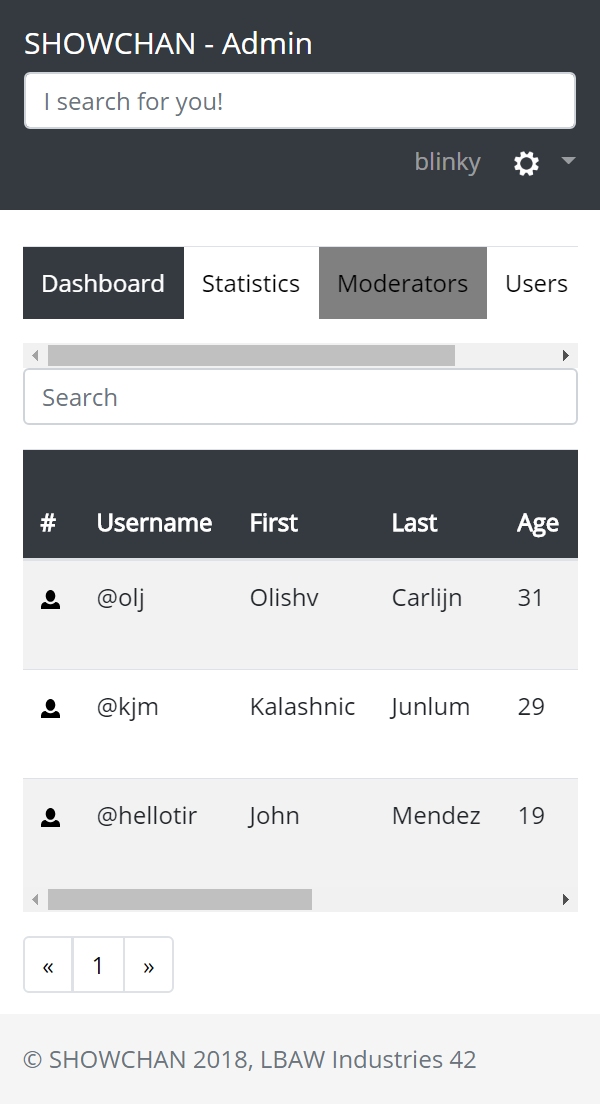 SHOWCHAN - Admin
I search for you!
blinky
Dashboard Statistics Moderators Users
Search
# Username First Last Age
@olj Olishv Carlijn 31
@kjm Kalashnic Junlum 29
@hellotir John Mendez 19
« 1 »
© SHOWCHAN 2018, LBAW Industries 42